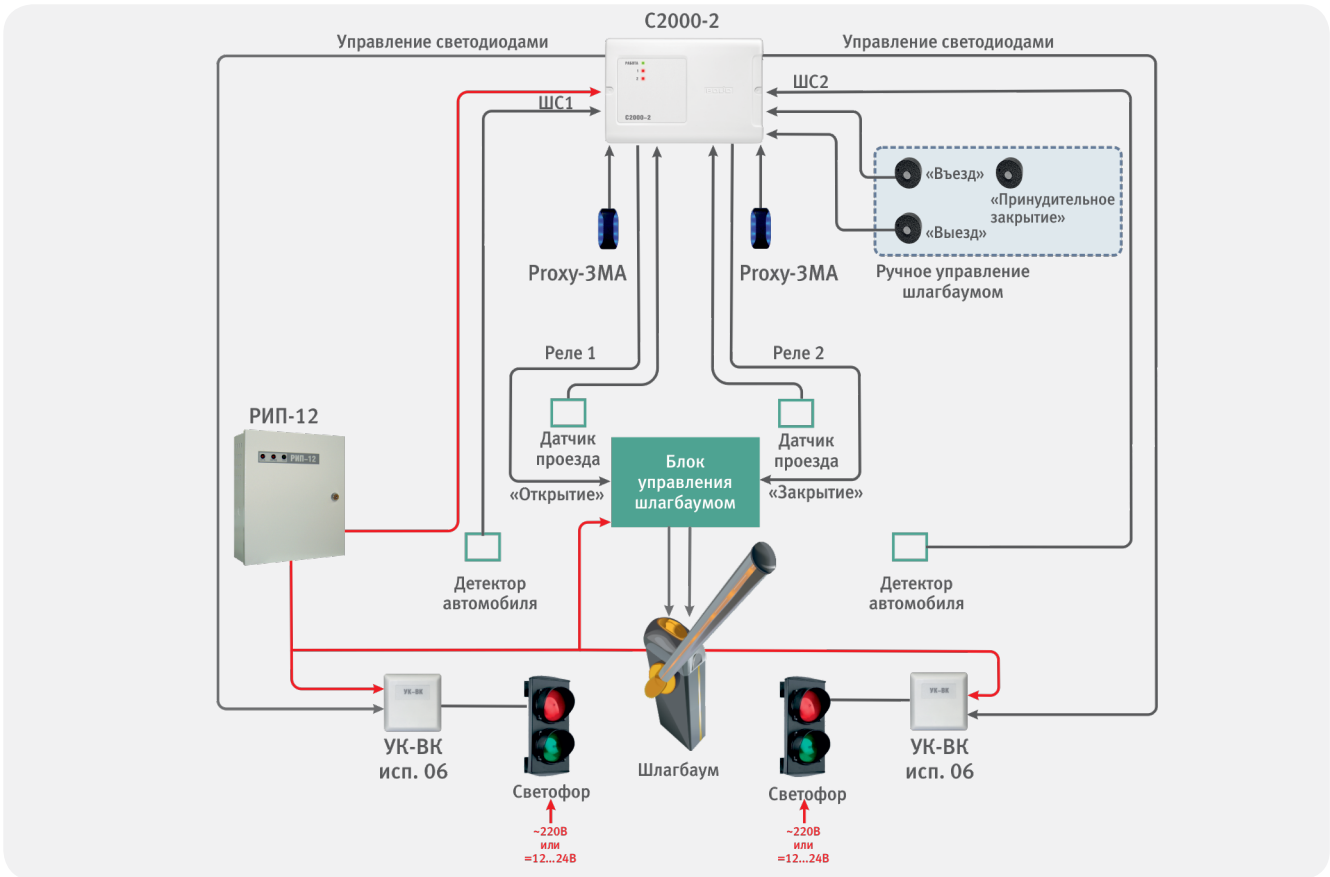 С2000-2
Управление светодиодами
Управление светодиодами
РАБОТА
1
2
С2000-2
ШС1
ШС2
«Въезд»
«Принудительное
закрытие»
«Выезд»
Ручное управление
шлагбаумом
Proxy-3MA
Proxy-3MA
Реле 1
Реле 2
РИП-12
РИП-12
Датчик
проезда
Датчик
проезда
Блок
управления
шлагбаумом
«Открытие»
«Закрытие»
Детектор
автомобиля
Детектор
автомобиля
УК-ВК
УК-ВК
УК-ВК
исп. 06
УК-ВК
исп. 06
Шлагбаум
Светофор
Светофор
~220В
или
=12...24В
~220В
или
=12...24В